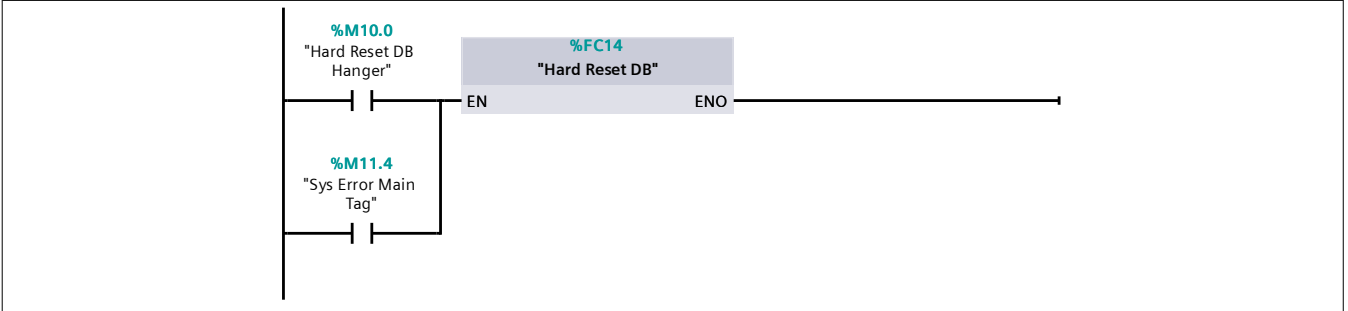 %M10.0
"Hard Reset DB
Hanger"
%FC14
"Hard Reset DB"
EN
ENO
%M11.4
"Sys Error Main
Tag"